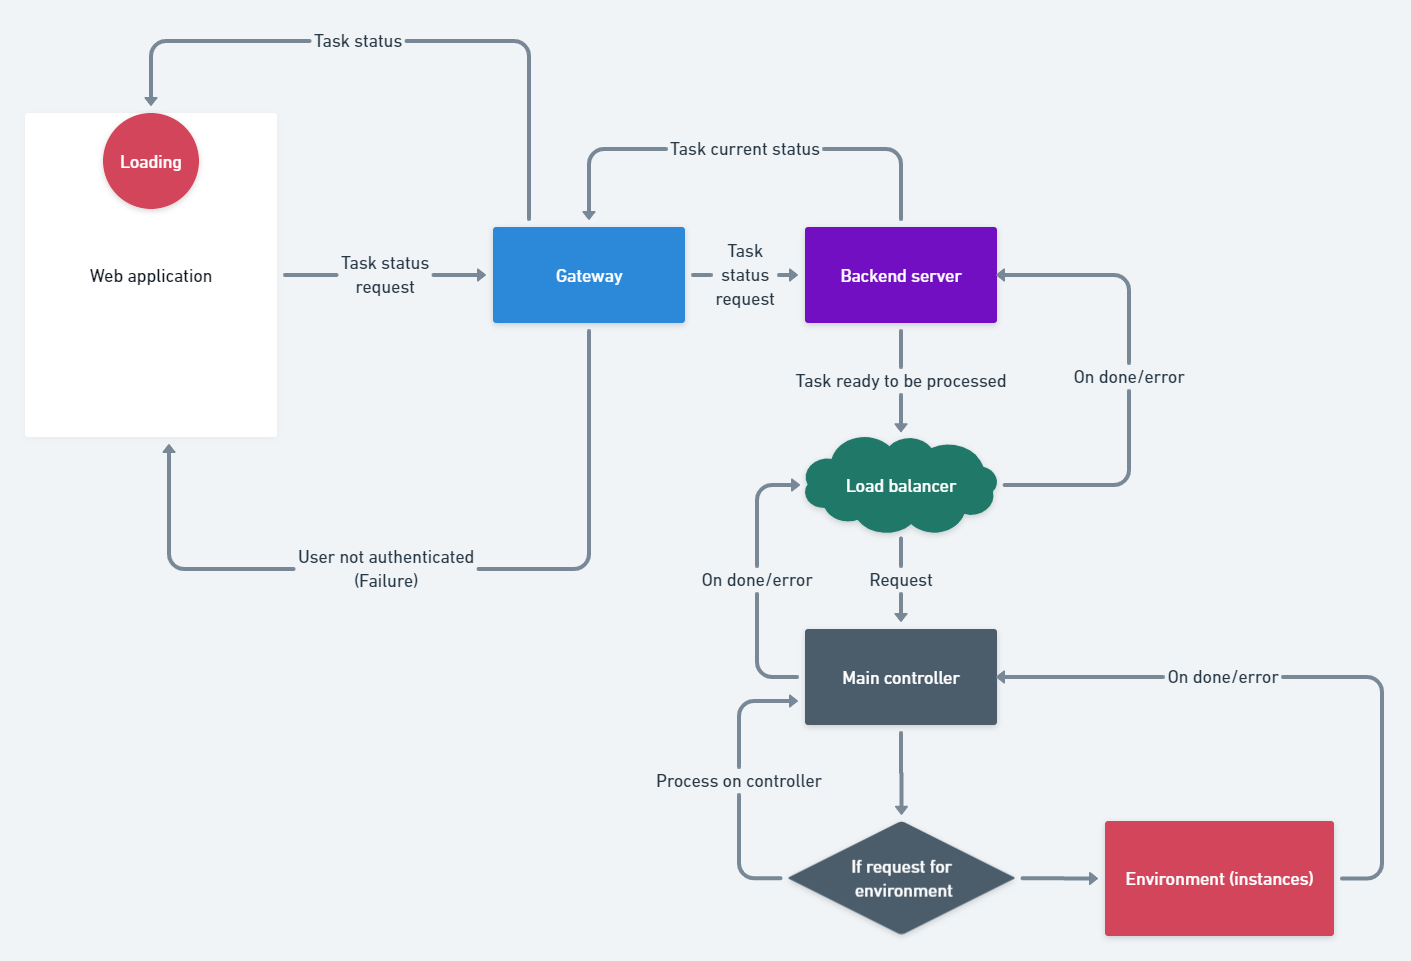 Task status
Loading
Task current status
Web application
Task status
request
Gateway
Task
status
request
Backend server
Task ready to be processed
On done/error
Load balancer
User not authenticated
(Failure)
On done/error
Request
Main controller
On done/error
Process on controller
If request for
environment
Environment (instances)